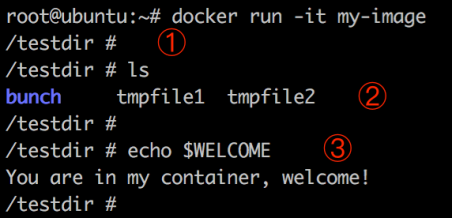 root@ubuntu:~# docker run -it my-image
/testdir # ①
/testdir # ls
bunch tmpfile1 tmpfile2 ②
/testdir #
/testdir # echo $WELCOME ③
You are in my container, welcome!
/testdir #